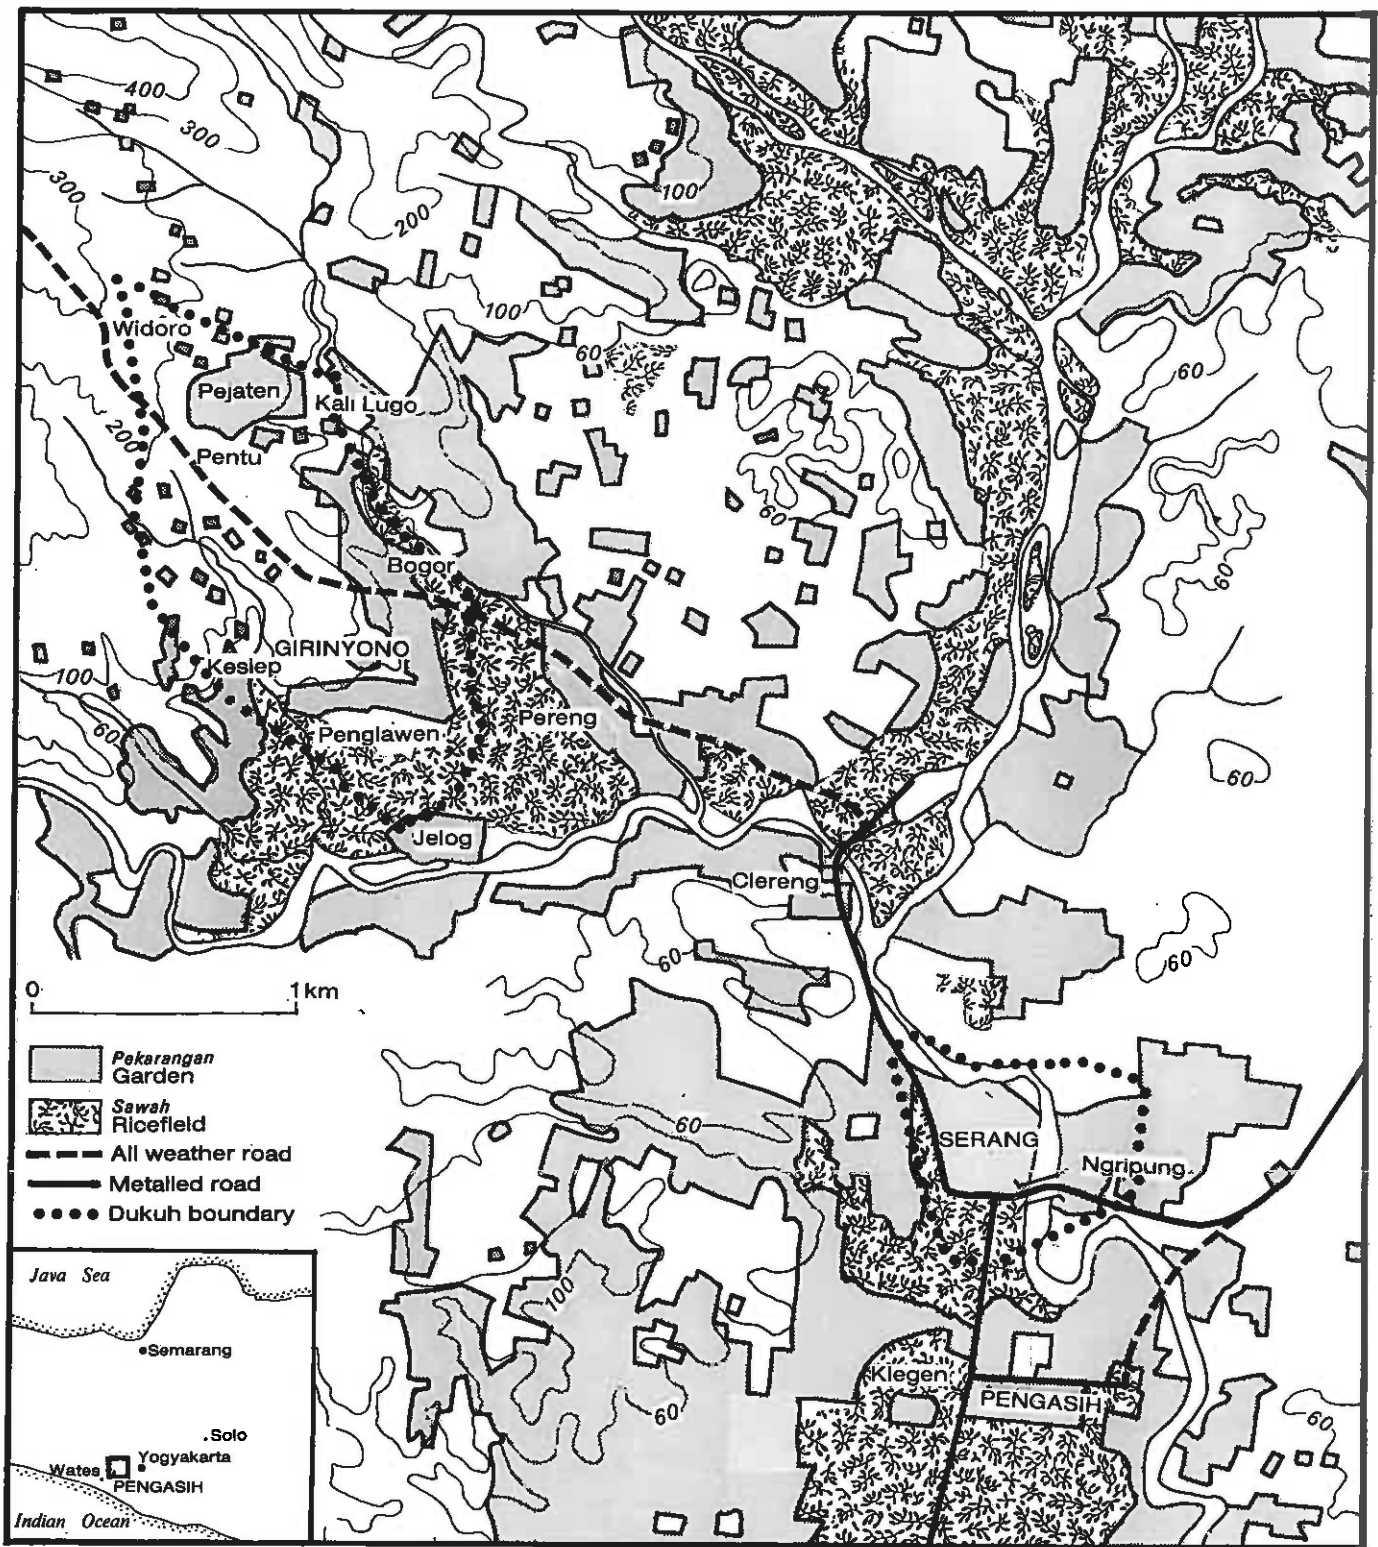 400
300
100
300
200
100
Widoro
60
60
Pejaten
Kali Lugo
200
Pentu
60
60
Bogor
GIRINYONO
Keslep
100
60
Pereng
Penglawen
60
Jelog
Clereng
60
60
0 1 km
Pekarangan
Garden
Sawah
Ricefield
All weather road
Metalled road
Dukuh boundary
60
SERANG
Ngripung
100
Klegen
PENGASIH
60
60
Java Sea
Semarang
Solo
Yogyakarta
Wates
PENGASIH
Indian Ocean